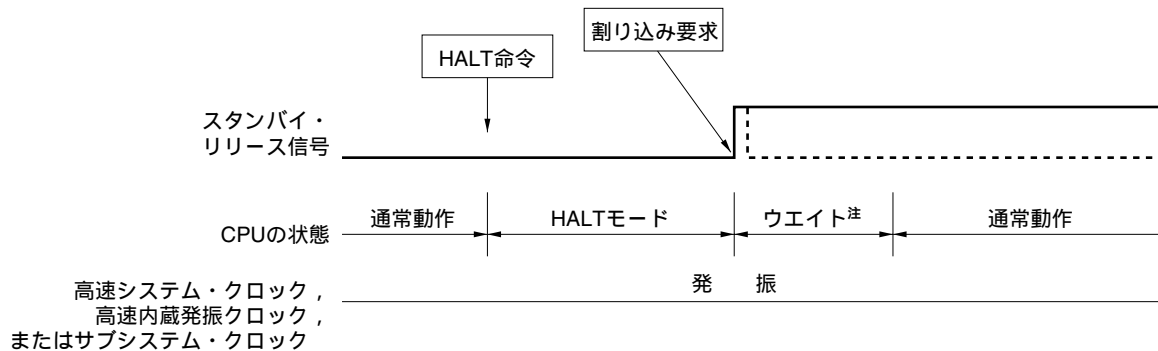 割り込み要求
HALT命令
スタンバイ・
リリース信号
CPUの状態
通常動作
HALTモード
ウエイト注
通常動作
高速システム・クロック，
高速内蔵発振クロック，
またはサブシステム・クロック
発　振